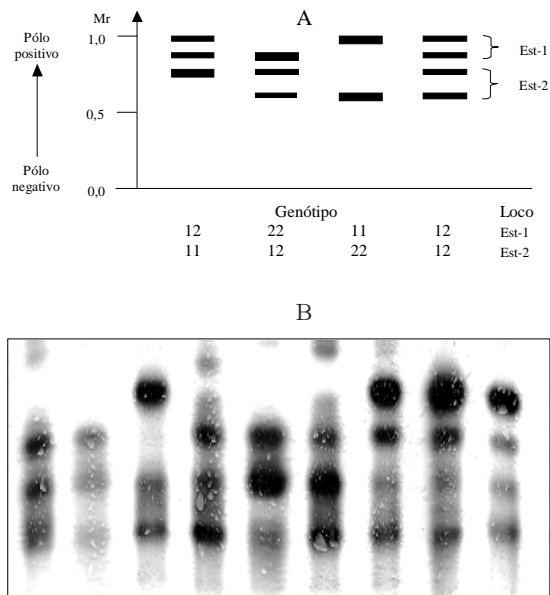 A
Mr
Pólo
positivo
1,0
Est-1
Est-2
0,5
Pólo
negativo
0,0
Genótipo Loco
12 22 11 12 Est-1
11 12 22 12 Est-2
B